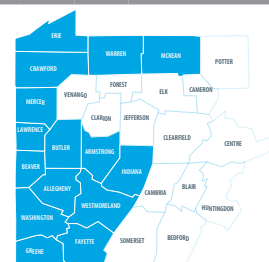 ERIE
WARREN
MCKEAN
POTTER
CRAWFORD
FOREST
ELK
CAMERON
VENANGO
MERCER
CLARION
JEFFERSON
LAWRENCE
CLEARFIELD
CENTRE
BUTLER
ARMSTRONG
BEAVER
INDIANA
ALLEGHENY
CAMBRIA
BLAIR
WESTMORELAND
HUNTINGDON
WASHINGTON
FAYETTE
SOMERSET
BEDFORD
GREENE